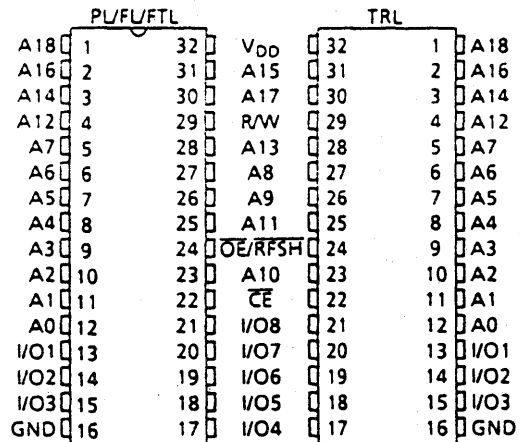 PL/FL/FTL TRL
A18 1 32 VDD 32 1 A18
A16 2 31 A15 31 2 A16
A14 3 30 A17 30 3 A14
A12 4 29 R/W 29 4 A12
A7 5 28 A13 28 5 A7
A6 6 27 A8 27 6 A6
A5 7 26 A9 26 7 A5
A4 8 25 A11 25 8 A4
A3 9 24 OE/RFSH 24 9 A3
A2 10 23 A10 23 10 A2
A1 11 22 CE 22 11 A1
A0 12 21 I/O8 21 12 A0
I/O1 13 20 I/O7 20 13 I/O1
I/O2 14 19 I/O6 19 14 I/O2
I/O3 15 18 I/O5 18 15 I/O3
GND 16 17 I/O4 17 16 GND